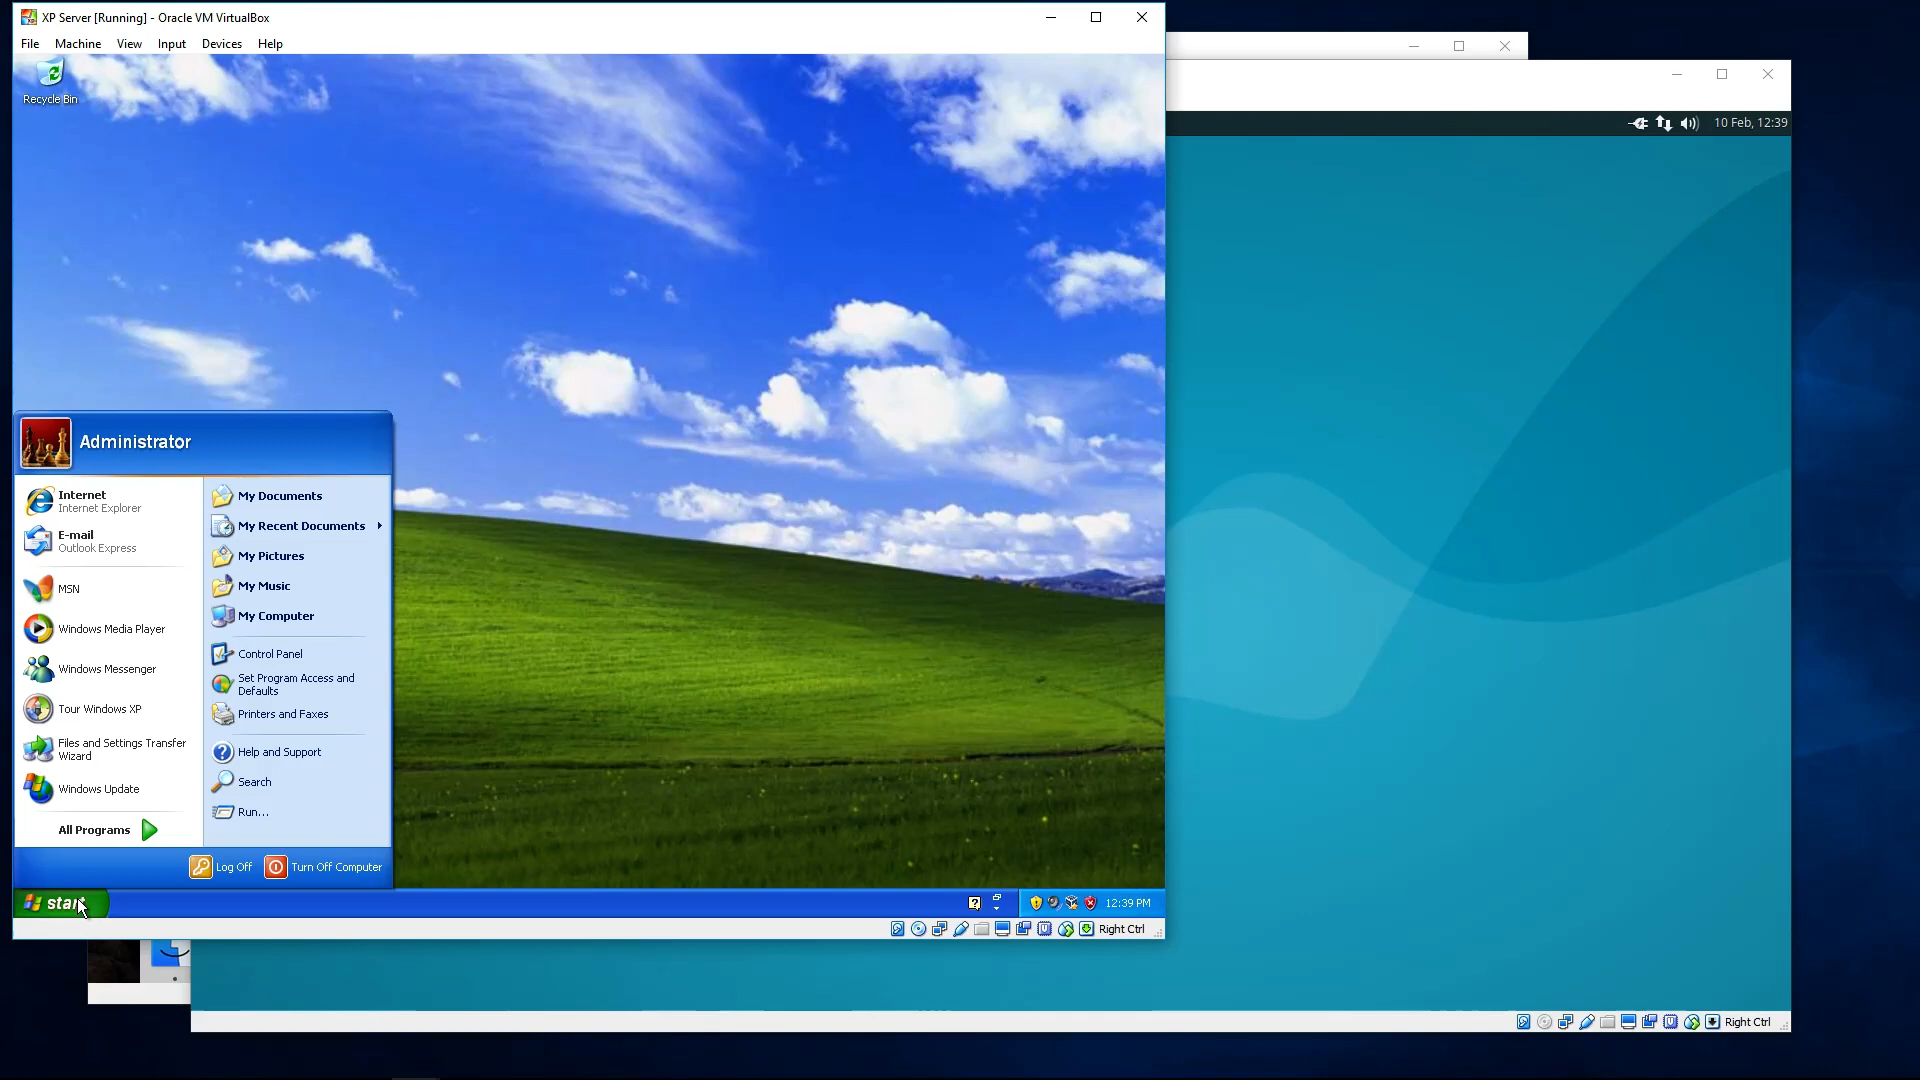 XP Server [Running] - Oracle VM VirtualBox
File Machine View Input Devices Help
Recycle Bin
10 Feb, 12:39
Administrator
Internet
Internet Explorer
E-mail
Outlook Express
MSN
Windows Media Player
Windows Messenger
Tour Windows XP
Files and Settings Transfer
Wizard
Windows Update
All Programs
My Documents
My Recent Documents
My Pictures
My Music
My Computer
Control Panel
Set Program Access and
Defaults
Printers and Faxes
Help and Support
Search
Run...
Log Off Turn Off Computer
start 12:39 PM
Right Ctrl
Right Ctrl